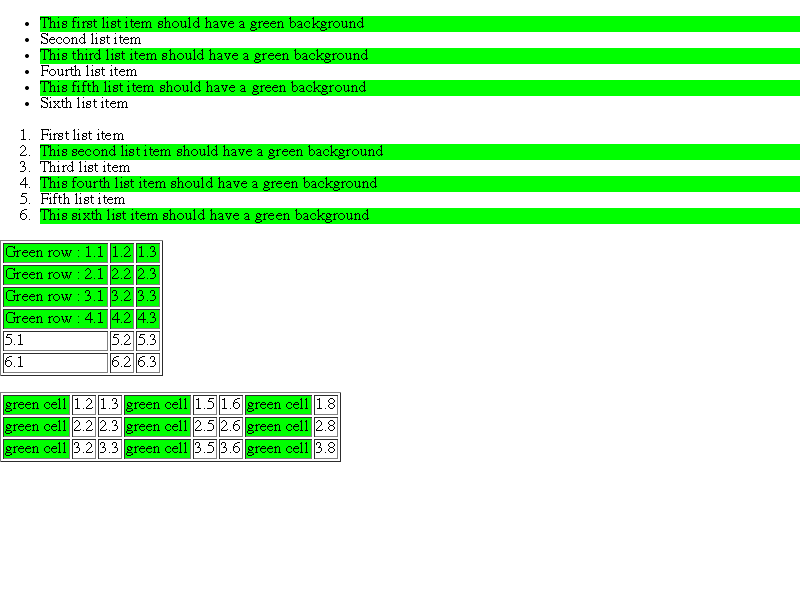 • This first list item should have a green background
• Second list item
• This third list item should have a green background
• Fourth list item
• This fifth list item should have a green background
• Sixth list item
1. First list item
2. This second list item should have a green background
3. Third list item
4. This fourth list item should have a green background
5. Fifth list item
6. This sixth list item should have a green background
Green row : 1.1 1.2 1.3
Green row : 2.1 2.2 2.3
Green row : 3.1 3.2 3.3
Green row : 4.1 4.2 4.3
5.1 5.2 5.3
6.1 6.2 6.3
green cell 1.2 1.3 green cell 1.5 1.6 green cell 1.8
green cell 2.2 2.3 green cell 2.5 2.6 green cell 2.8
green cell 3.2 3.3 green cell 3.5 3.6 green cell 3.8